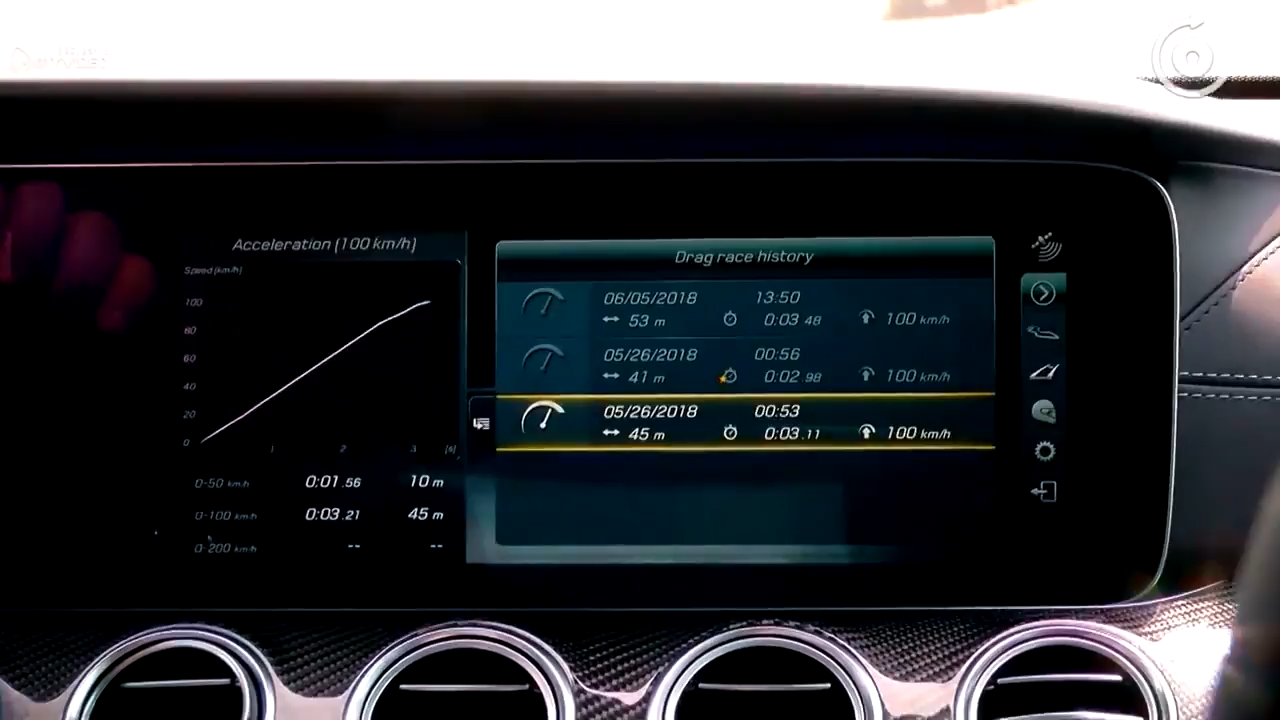 Acceleration (100 km/h)
Speed (km/h)
100
80
60
40
20
0
1 2 3 [s]
0-50 km/h 0:01.56 10 m
0-100 km/h 0:03.21 45 m
0-200 km/h -- --
Drag race history
06/05/2018 13:50
53 m 0:03.48 100 km/h
05/26/2018 00:56
41 m 0:02.98 100 km/h
05/26/2018 00:53
45 m 0:03.11 100 km/h